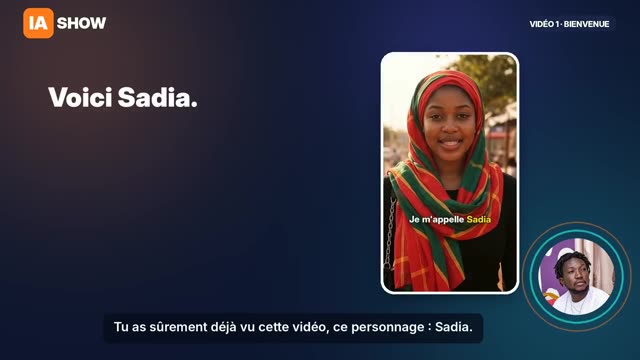 IA SHOW
VIDÉO 1 · BIENVENUE
Voici Sadia.
Je m'appelle Sadia
Tu as sûrement déjà vu cette vidéo, ce personnage : Sadia.